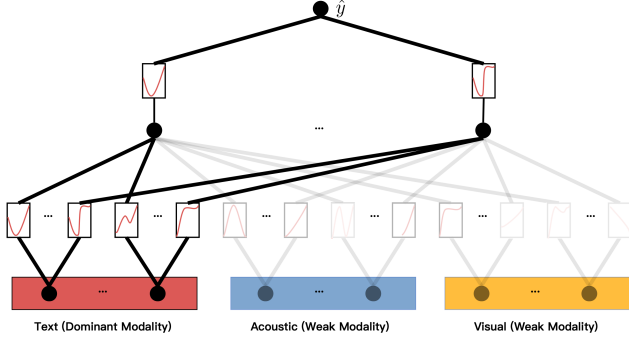 ŷ
...
... ... ... ... ... ...
... ... ...
Text (Dominant Modality) Acoustic (Weak Modality) Visual (Weak Modality)